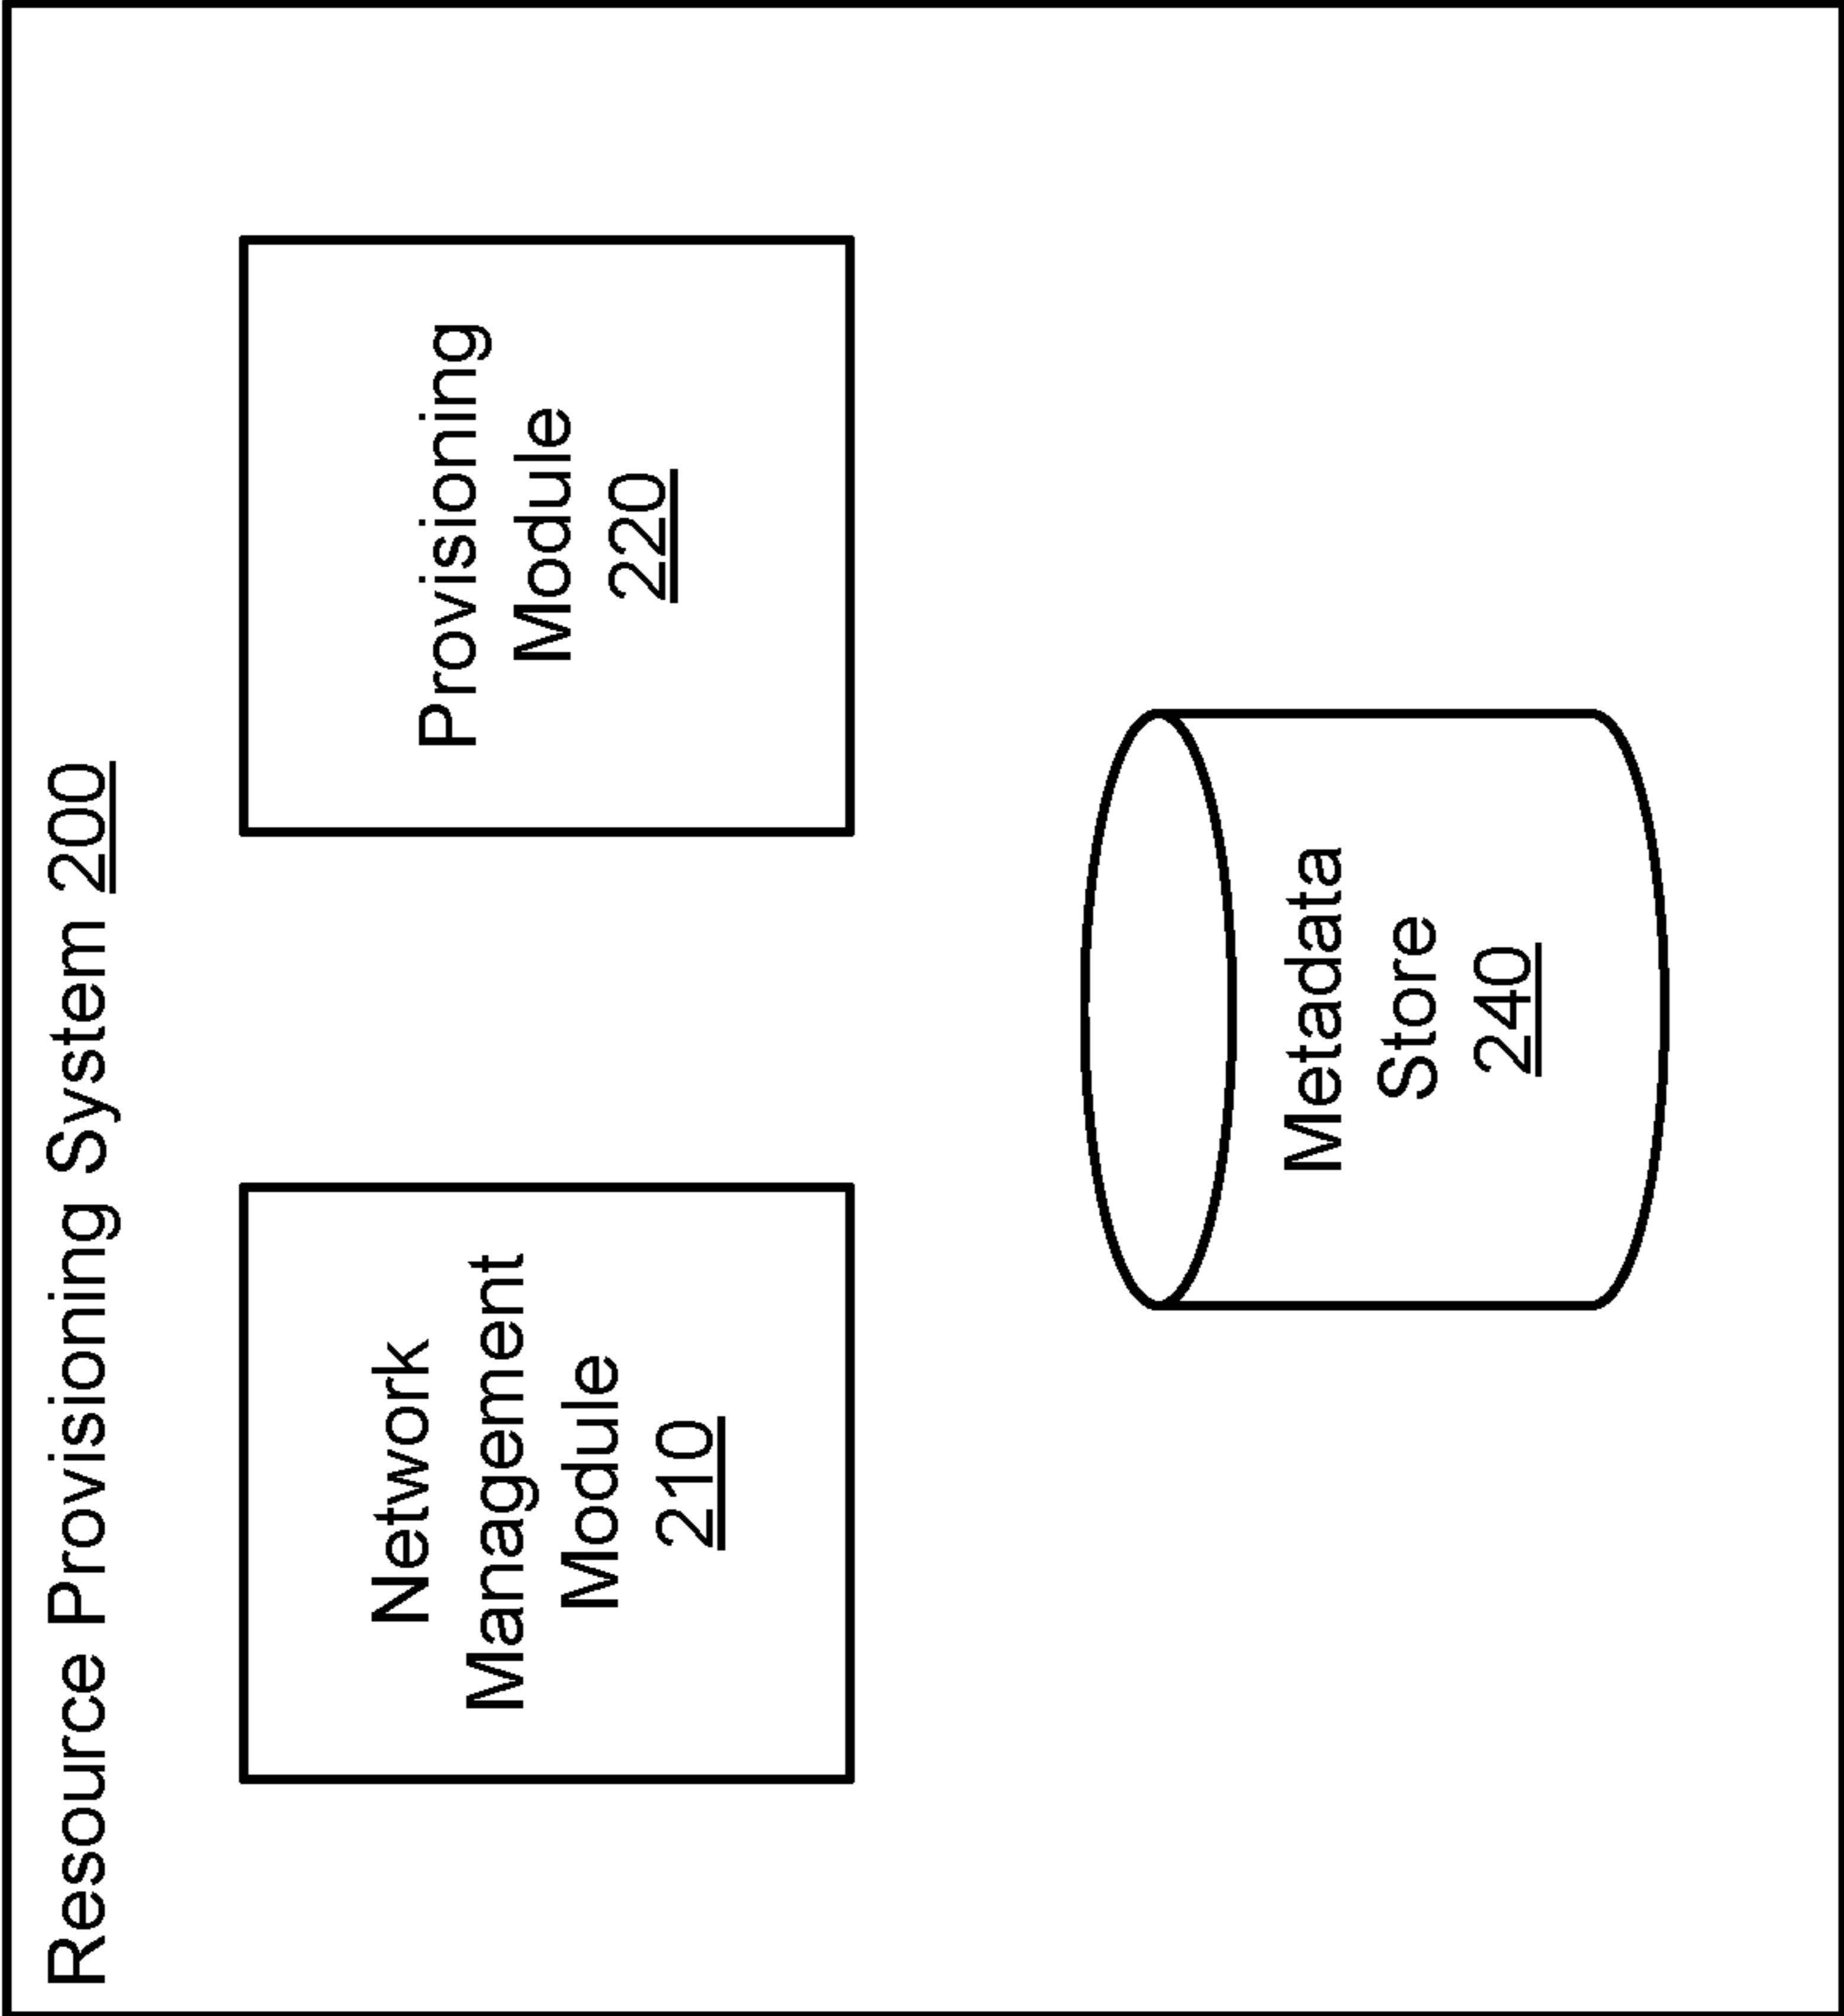 Resource Provisioning System 200
Network
Management
Module
210
Provisioning
Module
220
Metadata
Store
240